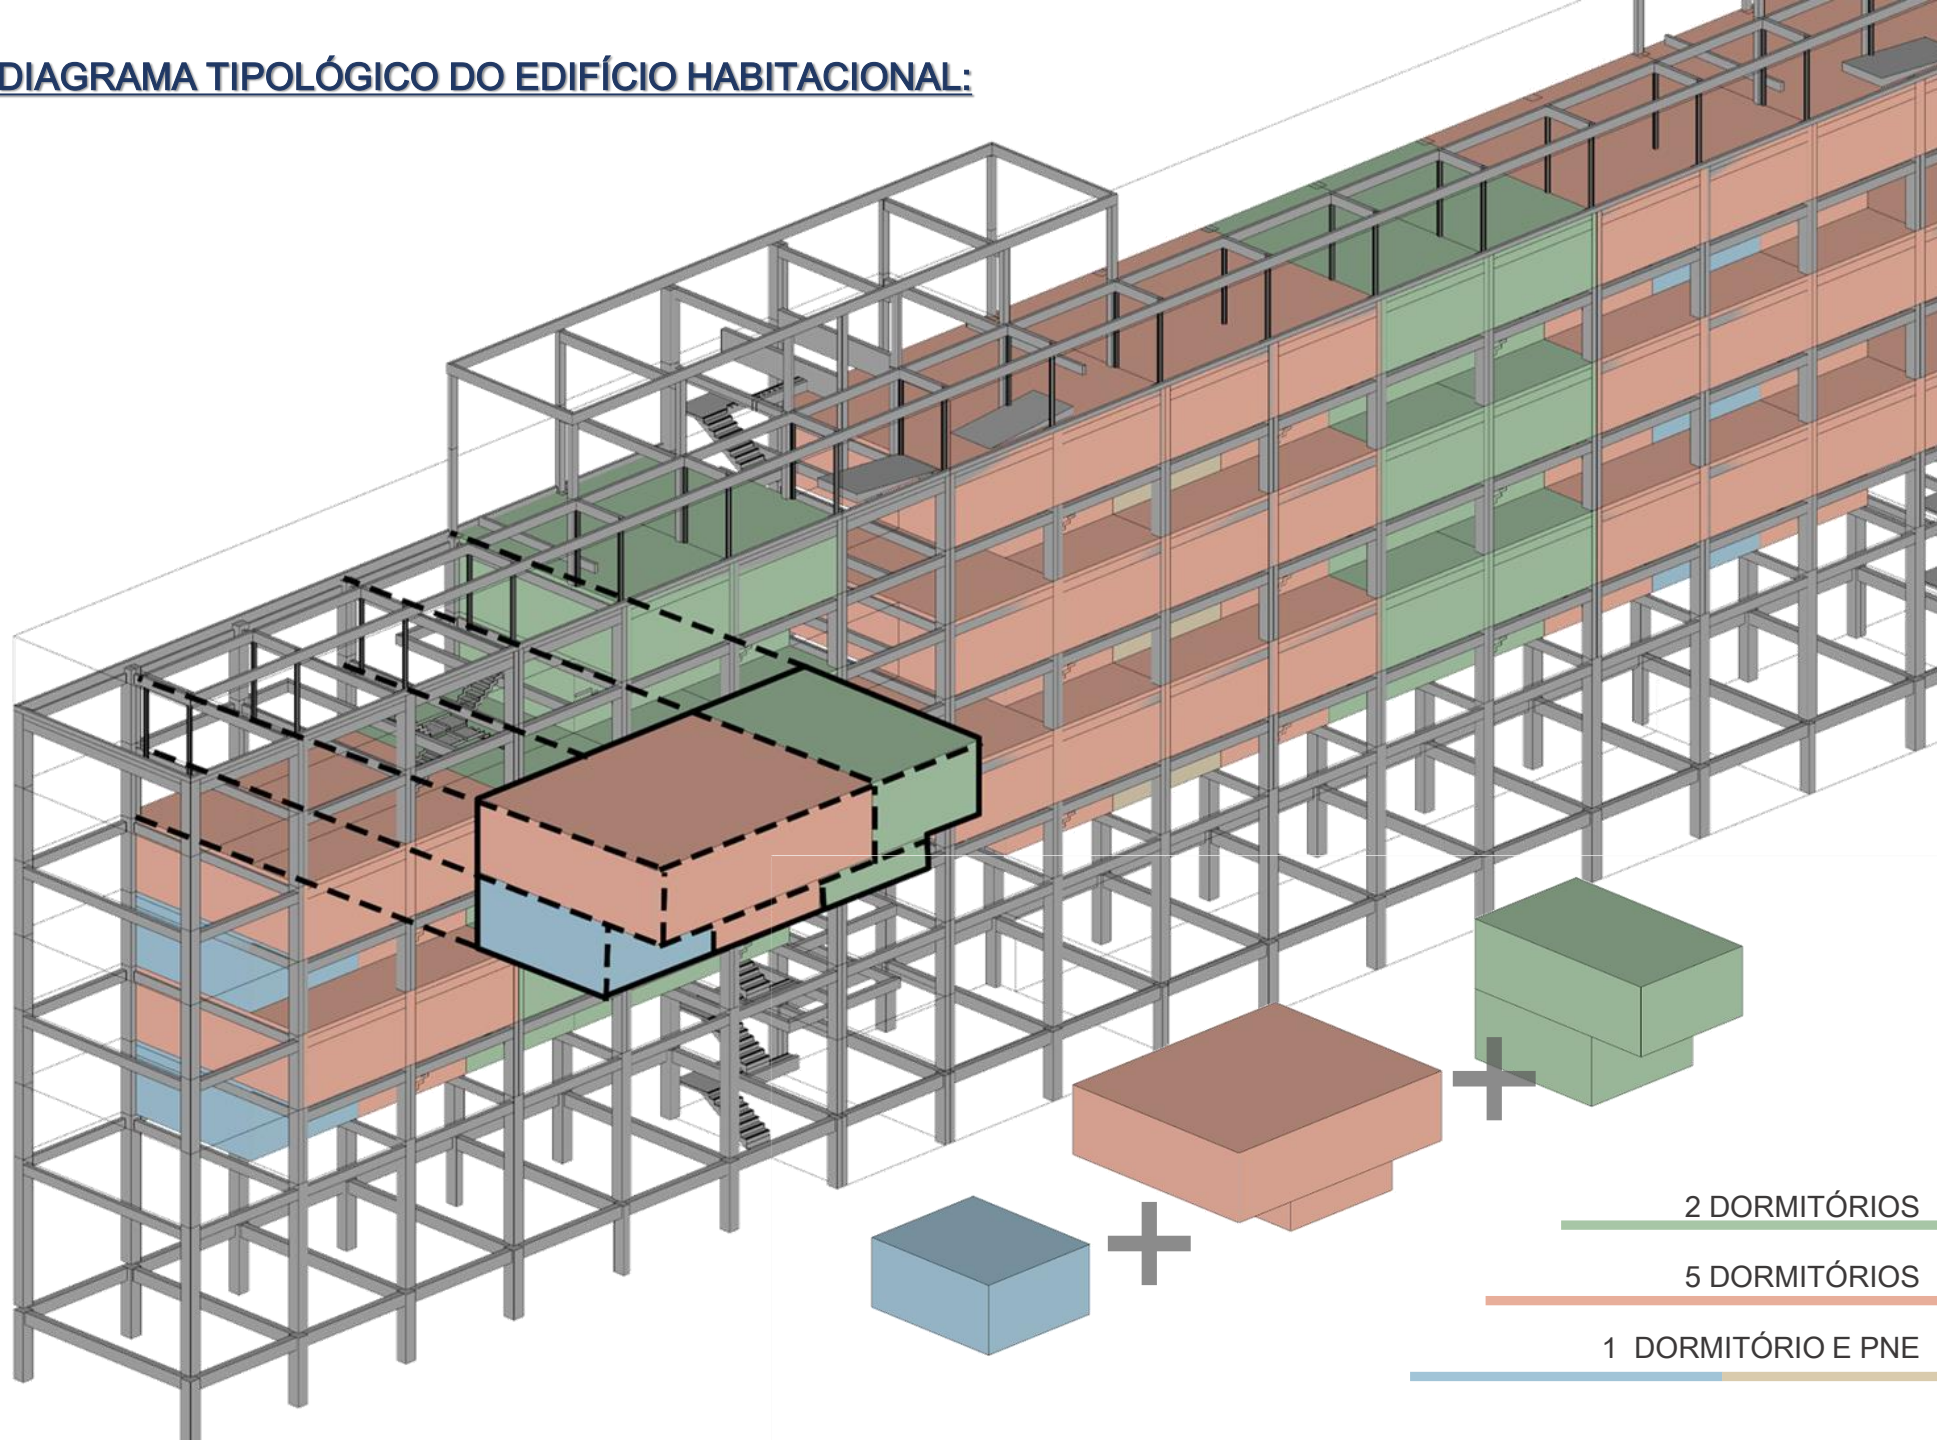 DIAGRAMA TIPOLÓGICO DO EDIFÍCIO HABITACIONAL:
2 DORMITÓRIOS
5 DORMITÓRIOS
1 DORMITÓRIO E PNE